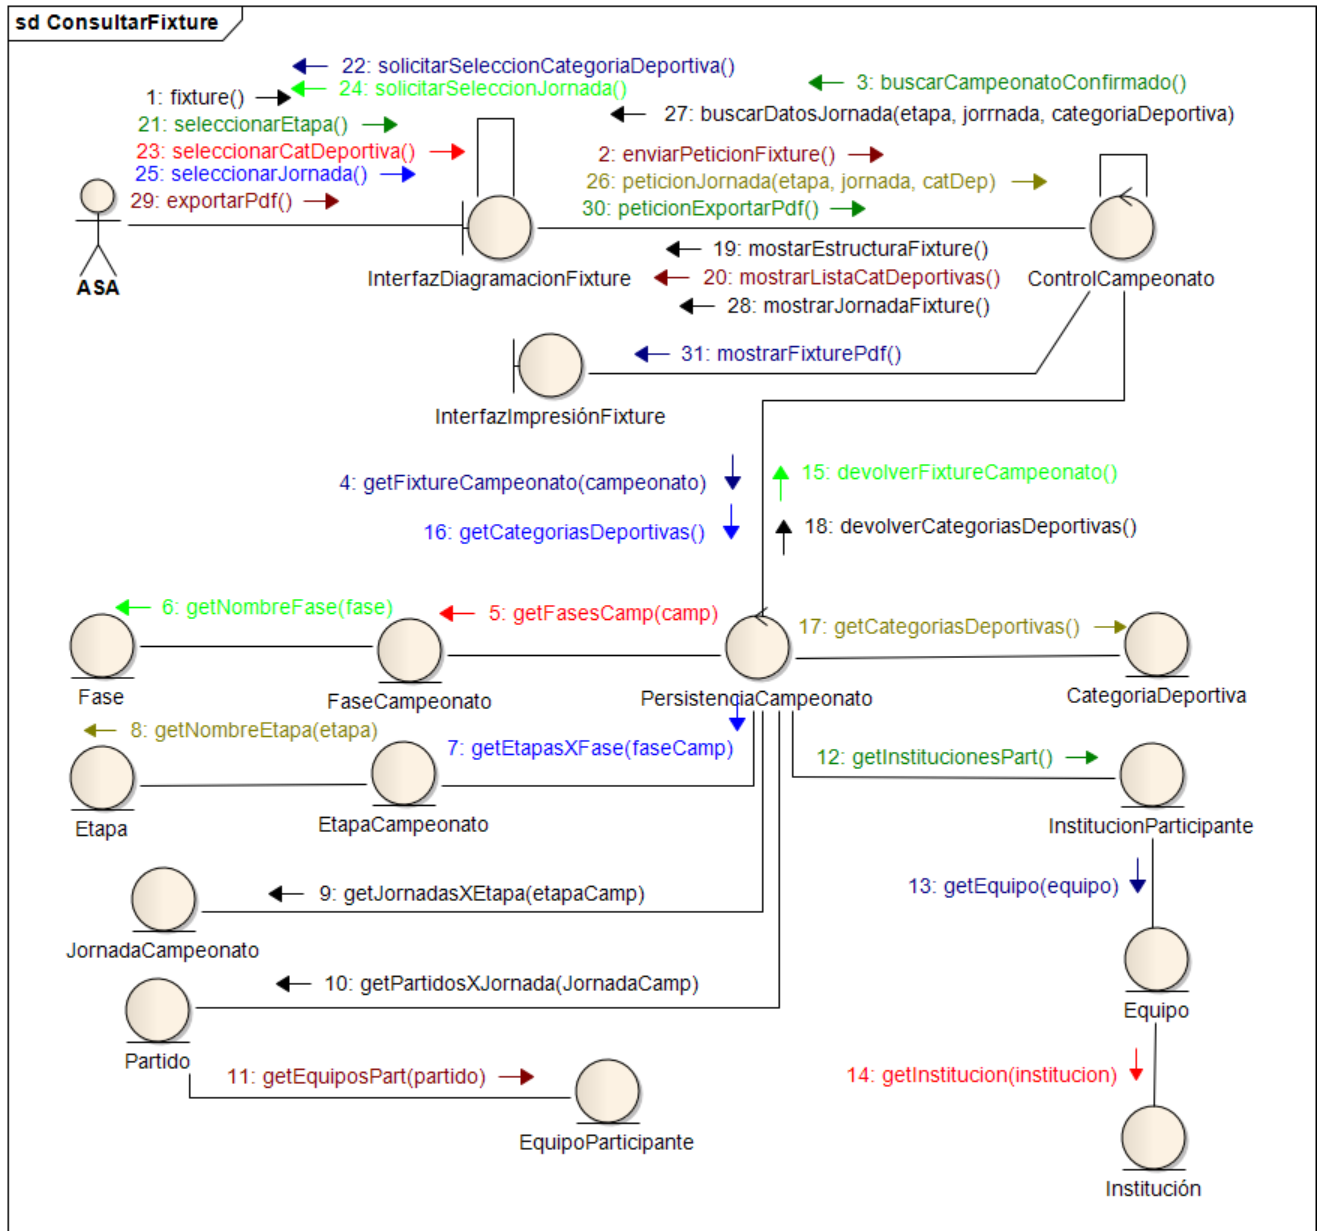 sd ConsultarFixture
22: solicitarSeleccionCategoriaDeportiva()
24: solicitarSeleccionJornada()
3: buscarCampeonatoConfirmado()
1: fixture()
27: buscarDatosJornada(etapa, jorrnada, categoriaDeportiva)
21: seleccionarEtapa()
23: seleccionarCatDeportiva()
2: enviarPeticionFixture()
25: seleccionarJornada()
26: peticionJornada(etapa, jornada, catDep)
29: exportarPdf()
30: peticionExportarPdf()
19: mostarEstructuraFixture()
ASA
InterfazDiagramacionFixture
20: mostrarListaCatDeportivas()
ControlCampeonato
28: mostrarJornadaFixture()
31: mostrarFixturePdf()
InterfazImpresiónFixture
4: getFixtureCampeonato(campeonato)
15: devolverFixtureCampeonato()
16: getCategoriasDeportivas()
18: devolverCategoriasDeportivas()
6: getNombreFase(fase)
5: getFasesCamp(camp)
17: getCategoriasDeportivas()
Fase
FaseCampeonato
PersistenciaCampeonato
CategoriaDeportiva
8: getNombreEtapa(etapa)
7: getEtapasXFase(faseCamp)
12: getInstitucionesPart()
Etapa
EtapaCampeonato
InstitucionParticipante
9: getJornadasXEtapa(etapaCamp)
13: getEquipo(equipo)
JornadaCampeonato
10: getPartidosXJornada(JornadaCamp)
Equipo
Partido
11: getEquiposPart(partido)
14: getInstitucion(institucion)
EquipoParticipante
Institución